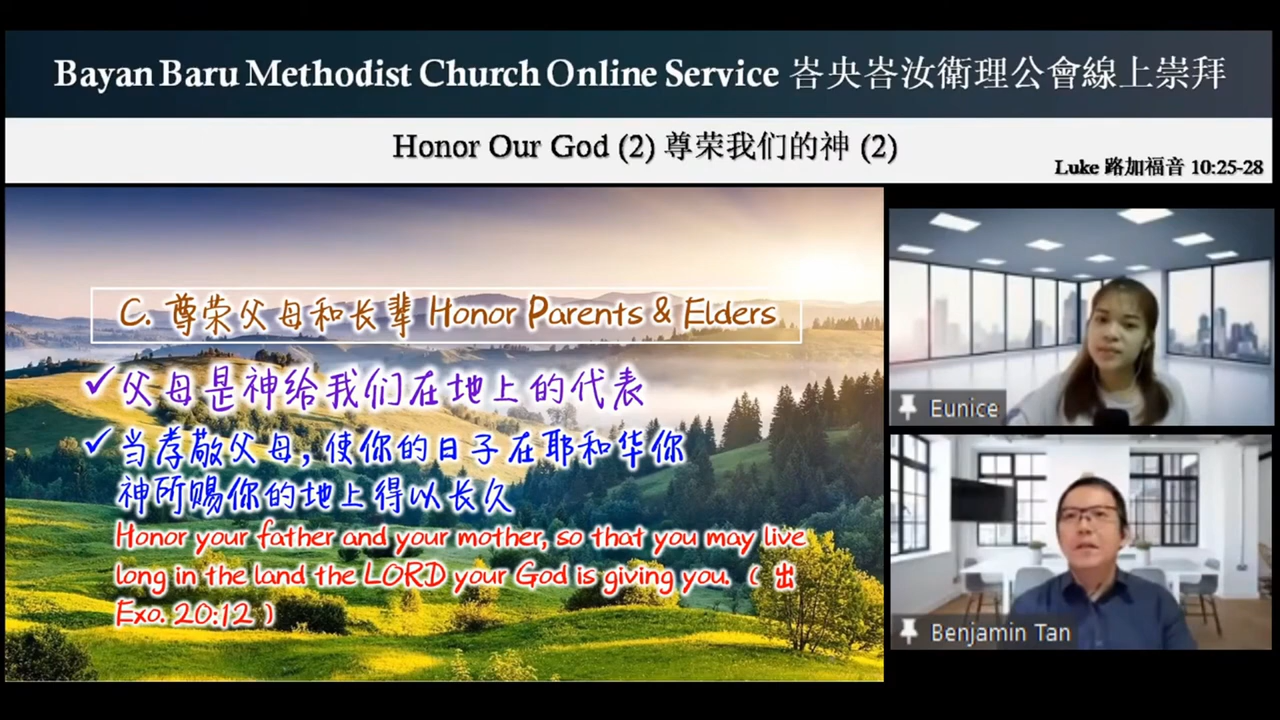 Bayan Baru Methodist Church Online Service 峇央峇汝衛理公會線上崇拜
Honor Our God (2) 尊荣我们的神 (2)
Luke 路加福音 10:25-28
C. 尊荣父母和长辈 Honor Parents & Elders
✓父母是神给我们在地上的代表
✓当孝敬父母,使你的日子在耶和华你
神所赐你的地上得以长久
Honor your father and your mother, so that you may live
long in the land the LORD your God is giving you. ( 出
Exo. 20:12 )
Eunice
Benjamin Tan